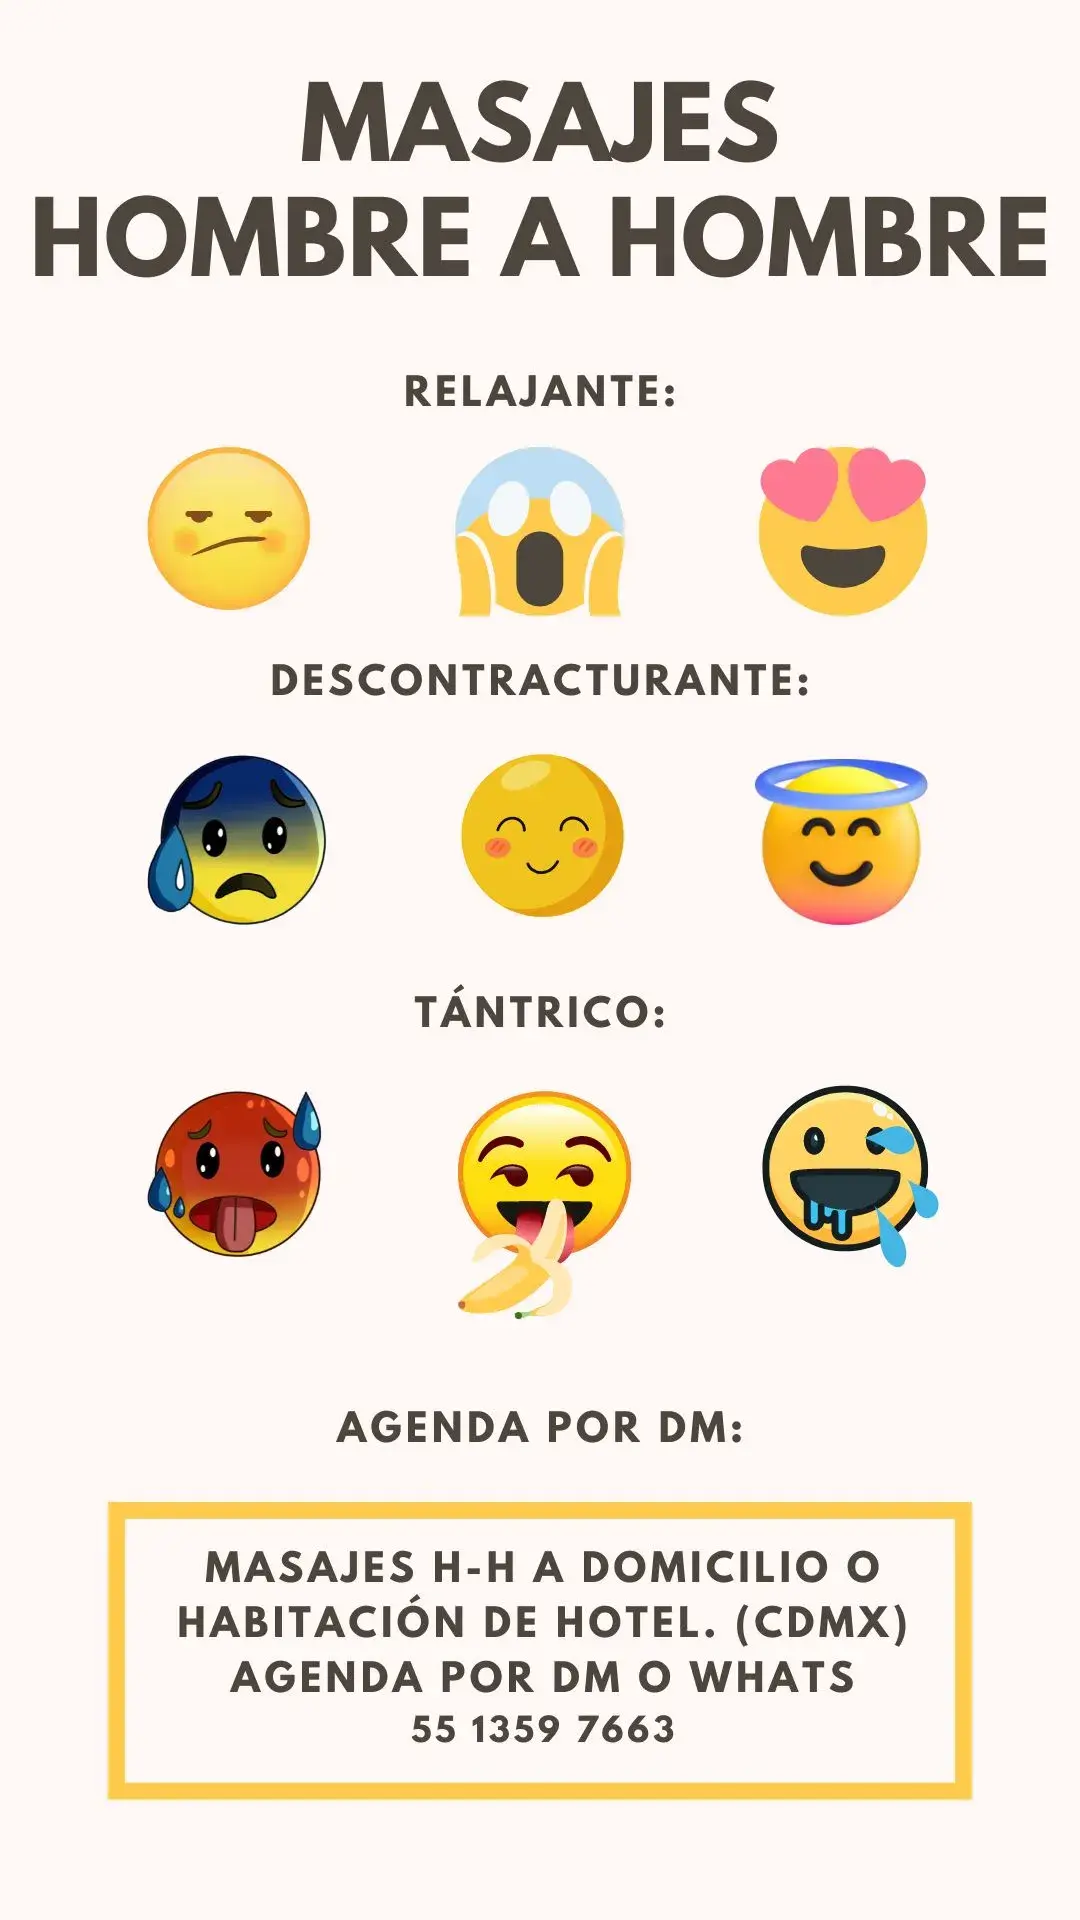 MASAJES
HOMBRE A HOMBRE
RELAJANTE:
DESCONTRACTURANTE:
TÁNTRICO:
AGENDA POR DM:
MASAJES H-H A DOMICILIO O
HABITACIÓN DE HOTEL. (CDMX)
AGENDA POR DM O WHATS
55 1359 7663